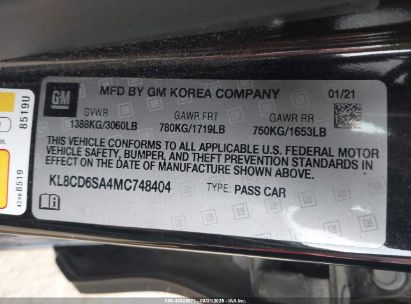 GM
MFD BY GM KOREA COMPANY
01/21
GVWR GAWR FRT GAWR RR
1388KG/3060LB 780KG/1719LB 750KG/1653LB
THIS VEHICLE CONFORMS TO ALL APPLICABLE U.S. FEDERAL MOTOR
VEHICLE SAFETY, BUMPER, AND THEFT PREVENTION STANDARDS IN
EFFECT ON THE DATE OF MANUFACTURE SHOWN ABOVE.
KL8CD6SA4MC748404 TYPE: PASS CAR
8519U
42468519